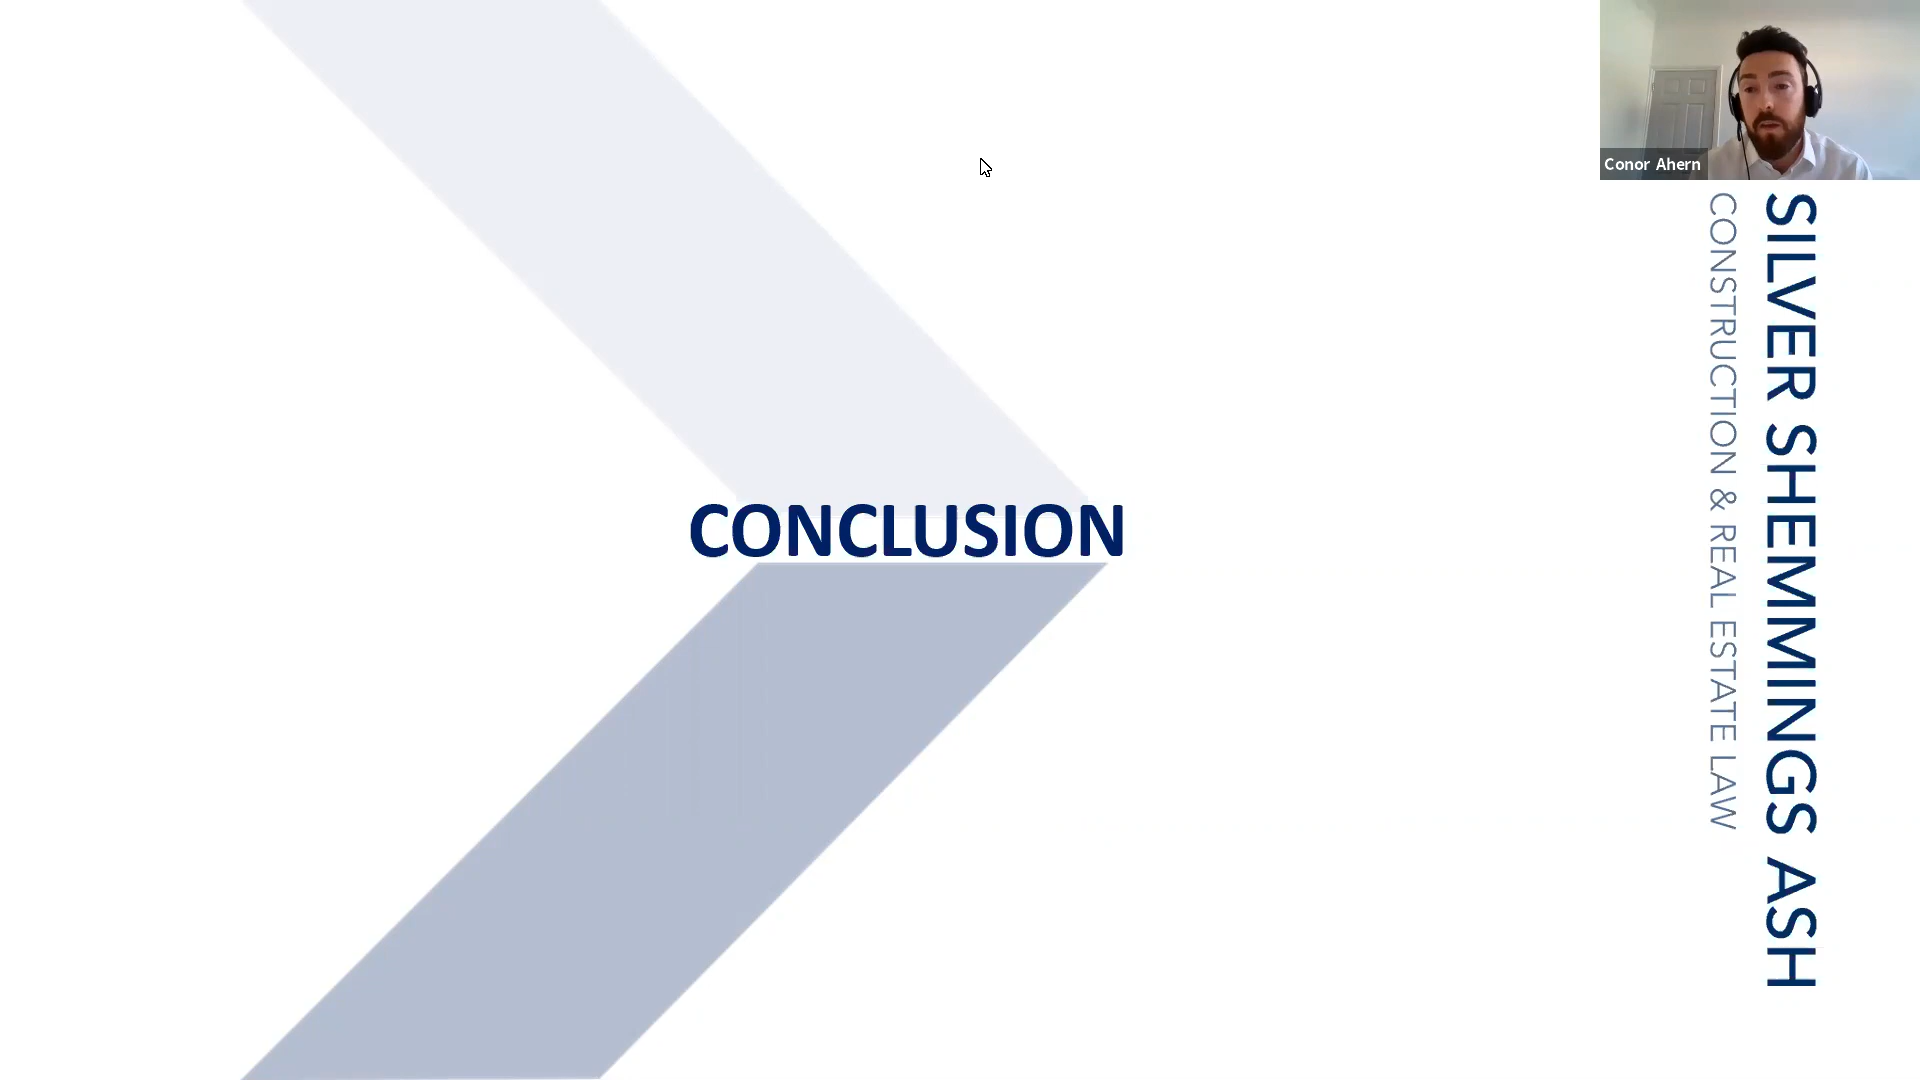 Conor Ahern
CONCLUSION
SILVER SHEMMINGS ASH
CONSTRUCTION & REAL ESTATE LAW